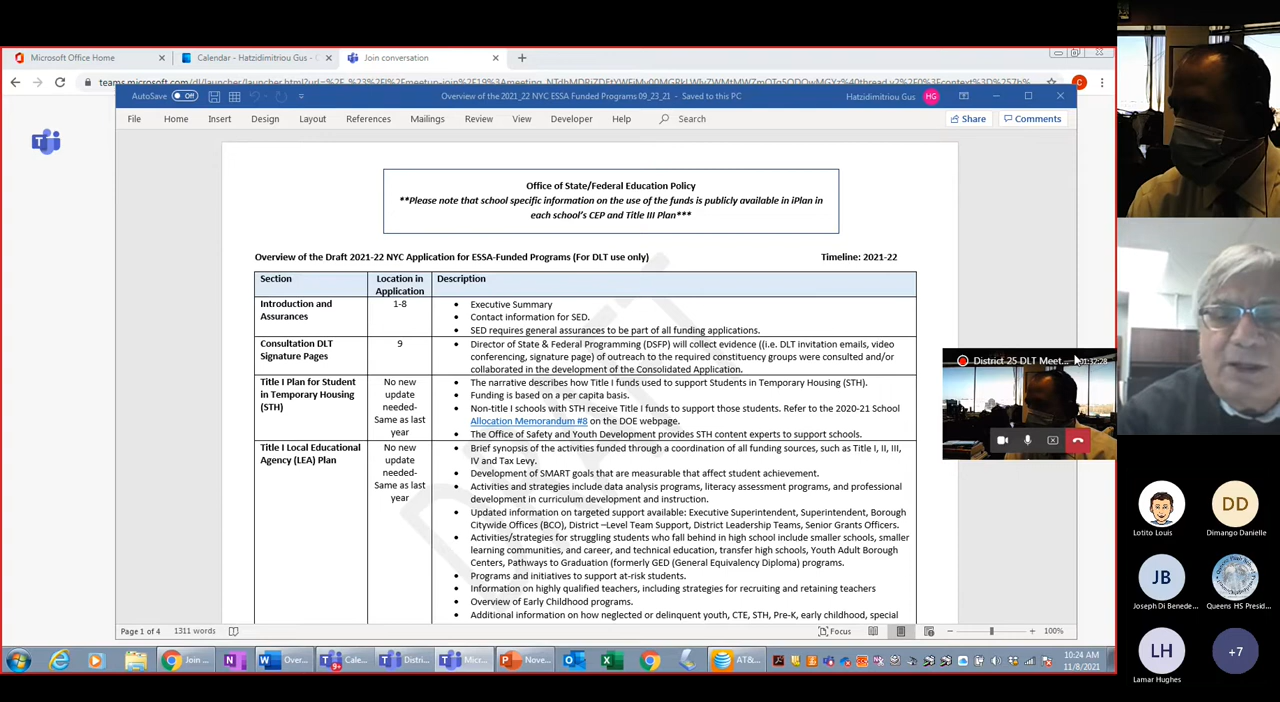 Microsoft Office Home
Calendar - Hatzidimitriou Gus - C
Join conversation
AutoSave Off
Overview of the 2021_22 NYC ESSA Funded Programs 09_23_21 - Saved to this PC
Hatzidimitriou Gus HG
File Home Insert Design Layout References Mailings Review View Developer Help Search Share Comments
Office of State/Federal Education Policy
**Please note that school specific information on the use of the funds is publicly available in iPlan in
each school's CEP and Title III Plan***
Overview of the Draft 2021-22 NYC Application for ESSA-Funded Programs (For DLT use only) Timeline: 2021-22
Section
Location in
Application
Description
Introduction and
Assurances
1-8
• Executive Summary
• Contact information for SED.
• SED requires general assurances to be part of all funding applications.
Consultation DLT
Signature Pages
9
• Director of State & Federal Programming (DSFP) will collect evidence ((i.e. DLT invitation emails, video
conferencing, signature page) of outreach to the required constituency groups were consulted and/or
collaborated in the development of the Consolidated Application.
Title I Plan for Student
in Temporary Housing
(STH)
No new
update
needed-
Same as last
year
• The narrative describes how Title I funds used to support Students in Temporary Housing (STH).
• Funding is based on a per capita basis.
• Non-title I schools with STH receive Title I funds to support those students. Refer to the 2020-21 School
Allocation Memorandum #8 on the DOE webpage.
• The Office of Safety and Youth Development provides STH content experts to support schools.
Title I Local Educational
Agency (LEA) Plan
No new
update
needed-
Same as last
year
• Brief synopsis of the activities funded through a coordination of all funding sources, such as Title I, II, III,
IV and Tax Levy.
• Development of SMART goals that are measurable that affect student achievement.
• Activities and strategies include data analysis programs, literacy assessment programs, and professional
development in curriculum development and instruction.
• Updated information on targeted support available: Executive Superintendent, Superintendent, Borough
Citywide Offices (BCO), District –Level Team Support, District Leadership Teams, Senior Grants Officers.
• Activities/strategies for struggling students who fall behind in high school include smaller schools, smaller
learning communities, and career, and technical education, transfer high schools, Youth Adult Borough
Centers, Pathways to Graduation (formerly GED (General Equivalency Diploma) programs.
• Programs and initiatives to support at-risk students.
• Information on highly qualified teachers, including strategies for recruiting and retaining teachers
• Overview of Early Childhood programs.
• Additional information on how neglected or delinquent youth, CTE, STH, Pre-K, early childhood, special
DRAFT
District 25 DLT Meet... 01:32:28
Page 1 of 4 1311 words
Focus
100%
Join ...
Over...
Cale...
Distri...
Micr...
Nove...
AT&...
10:24 AM
11/8/2021
Lotito Louis
DD
Dimango Danielle
JB
Joseph Di Benede...
Queens HS Presid...
LH
Lamar Hughes
+7